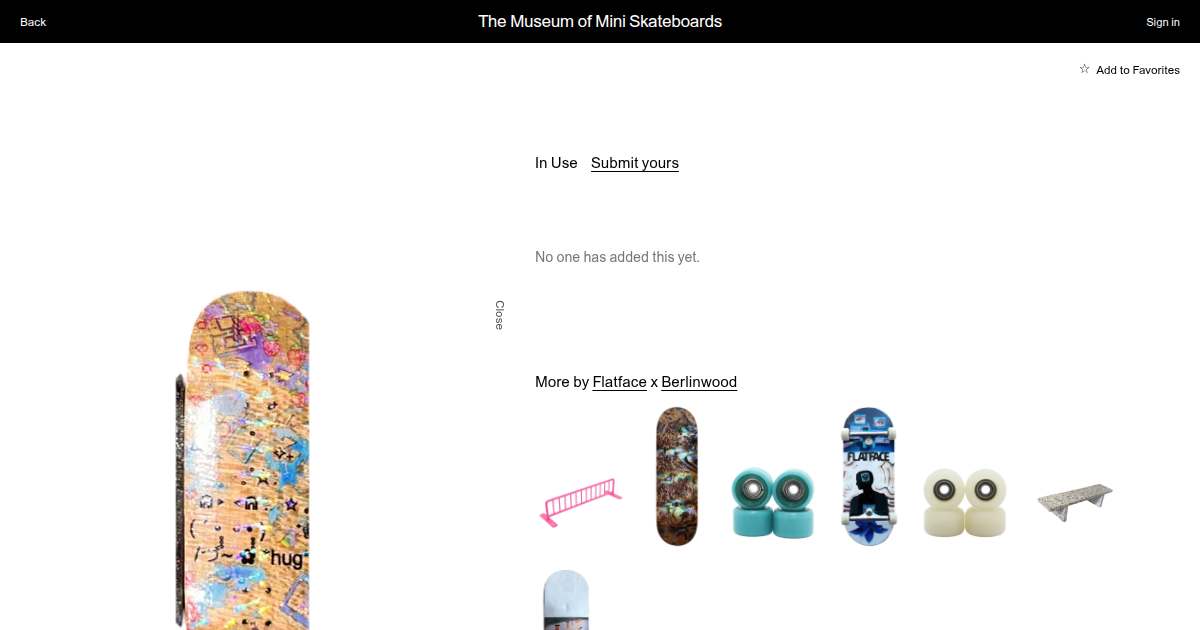 Back
The Museum of Mini Skateboards
Sign in
☆ Add to Favorites
In Use Submit yours
No one has added this yet.
Close
More by Flatface x Berlinwood
FLATFACE
hug